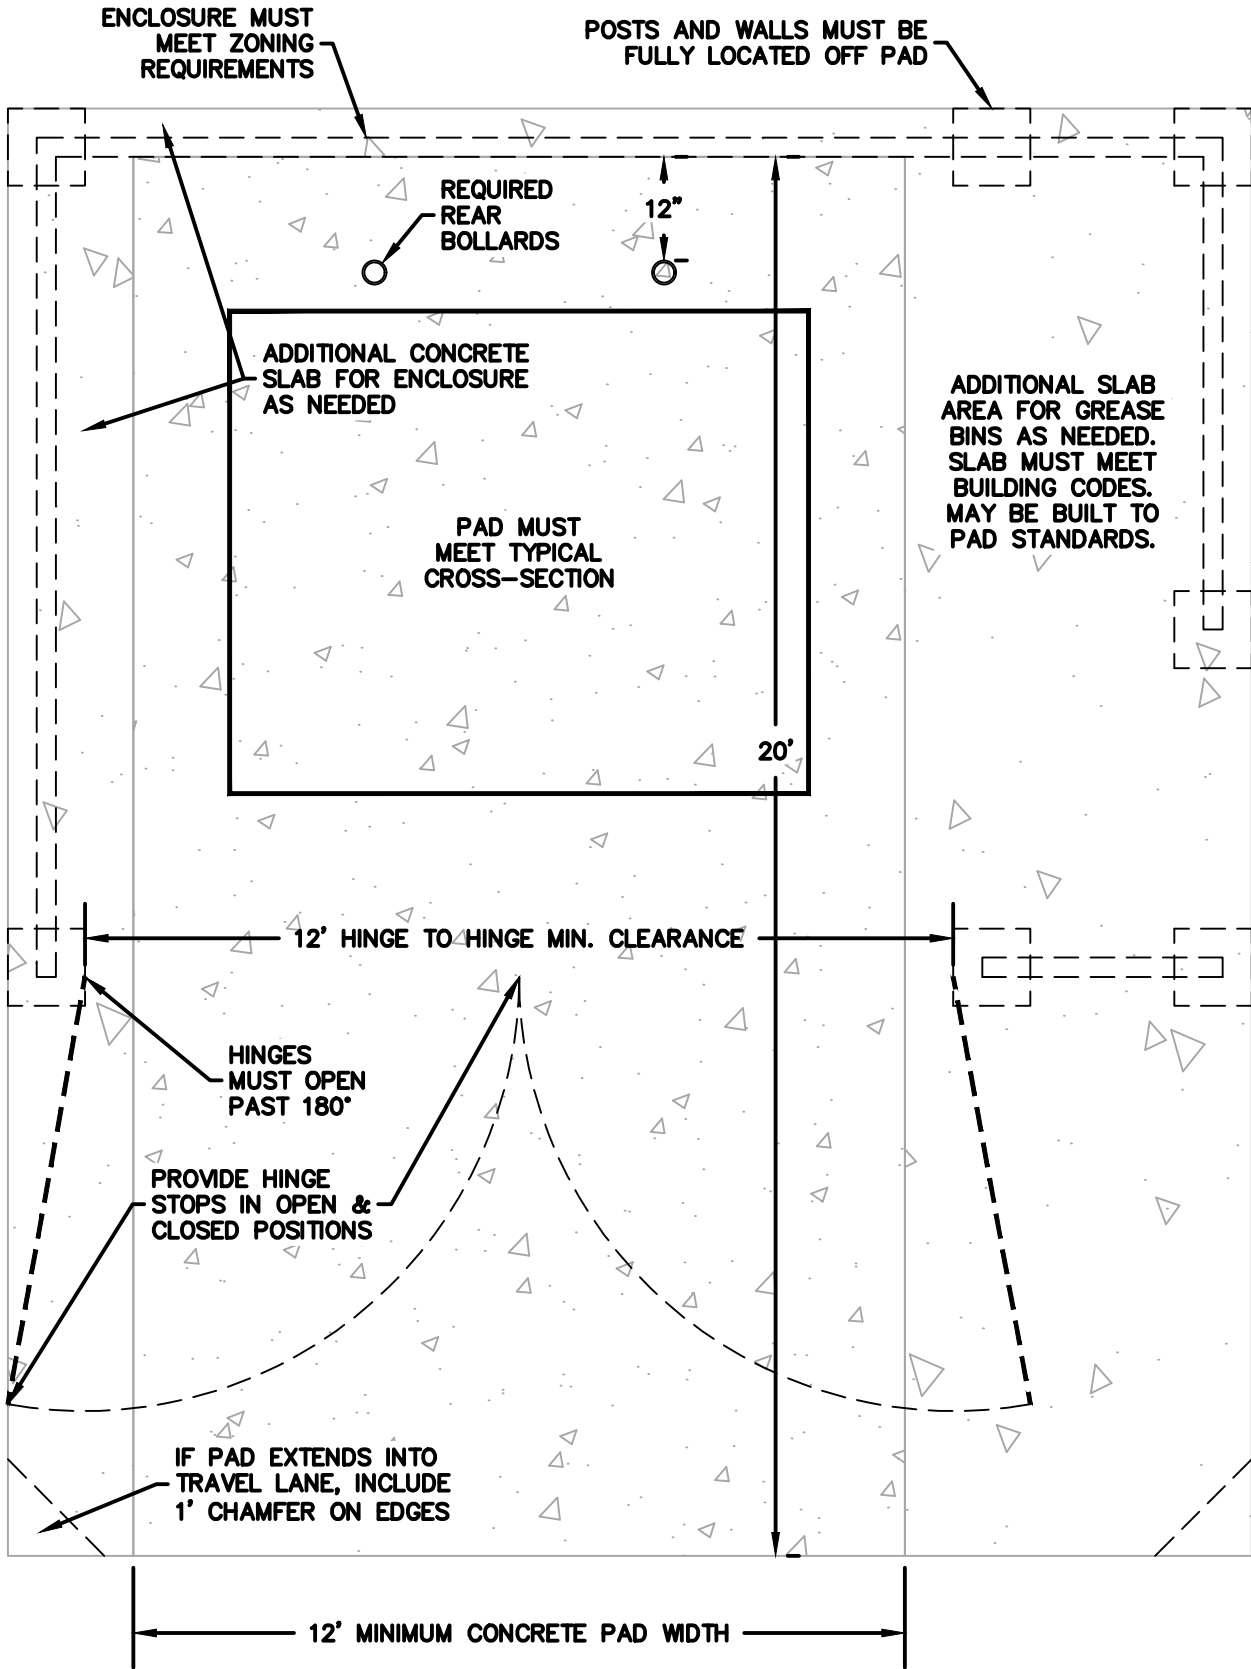 ENCLOSURE MUST
MEET ZONING
REQUIREMENTS
POSTS AND WALLS MUST BE
FULLY LOCATED OFF PAD
REQUIRED
REAR
BOLLARDS
12"
ADDITIONAL CONCRETE
SLAB FOR ENCLOSURE
AS NEEDED
ADDITIONAL SLAB
AREA FOR GREASE
BINS AS NEEDED.
SLAB MUST MEET
BUILDING CODES.
MAY BE BUILT TO
PAD STANDARDS.
PAD MUST
MEET TYPICAL
CROSS-SECTION
20'
12' HINGE TO HINGE MIN. CLEARANCE
HINGES
MUST OPEN
PAST 180°
PROVIDE HINGE
STOPS IN OPEN &
CLOSED POSITIONS
IF PAD EXTENDS INTO
TRAVEL LANE, INCLUDE
1' CHAMFER ON EDGES
12' MINIMUM CONCRETE PAD WIDTH